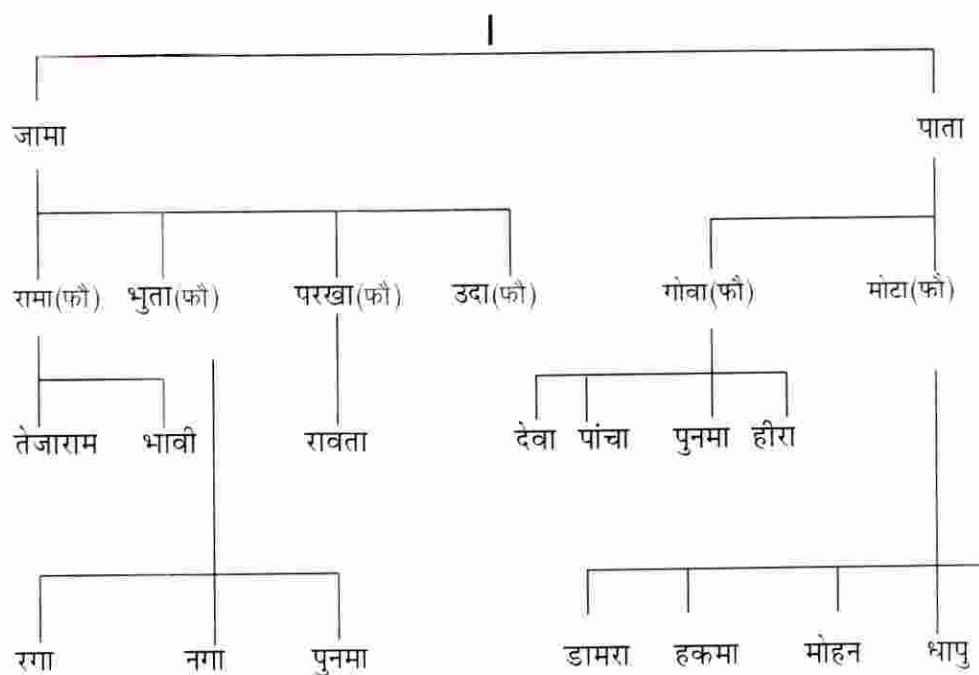 जामा पाता
रामा(फौ) भुता(फौ) परखा(फौ) उदा(फौ) गोवा(फौ) मोटा(फौ)
तेजाराम भावी रावता देवा पांचा पुनमा हीरा
रगा नगा पुनमा डामरा हकमा मोहन धापु